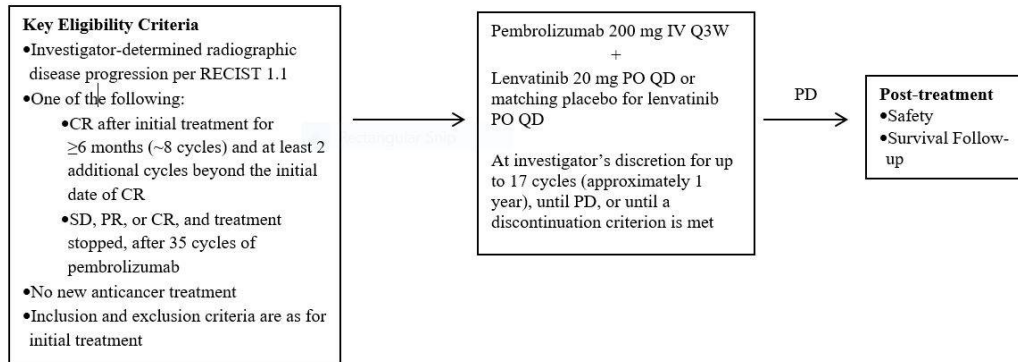 Key Eligibility Criteria
•Investigator-determined radiographic
disease progression per RECIST 1.1
•One of the following:
•CR after initial treatment for
≥6 months (~8 cycles) and at least 2
additional cycles beyond the initial
date of CR
•SD, PR, or CR, and treatment
stopped, after 35 cycles of
pembrolizumab
•No new anticancer treatment
•Inclusion and exclusion criteria are as for
initial treatment
Rectangular Snip
Pembrolizumab 200 mg IV Q3W
+
Lenvatinib 20 mg PO QD or
matching placebo for lenvatinib
PO QD
At investigator’s discretion for up
to 17 cycles (approximately 1
year), until PD, or until a
discontinuation criterion is met
PD
Post-treatment
•Safety
•Survival Follow-
up